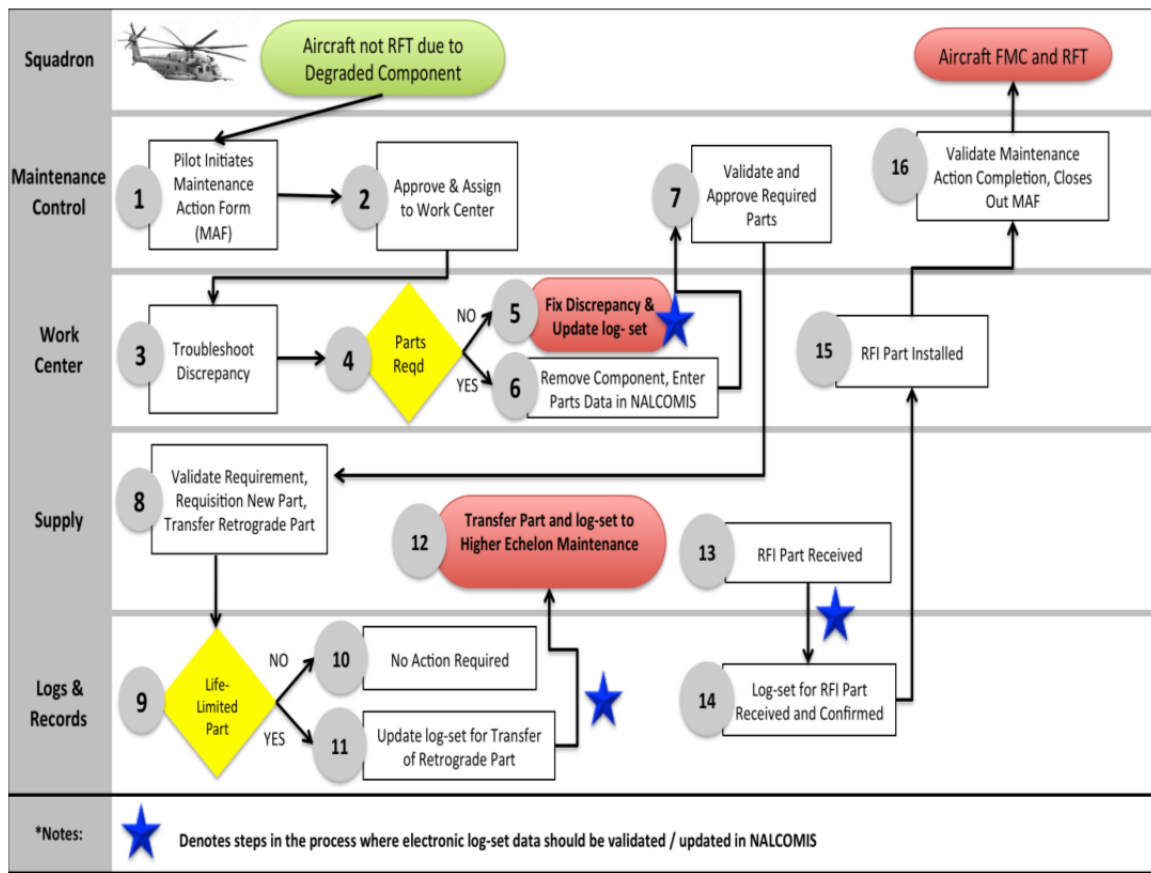 Squadron
Aircraft not RFT due to
Degraded Component
Aircraft FMC and RFT
Maintenance
Control
1
Pilot Initiates
Maintenance
Action Form
(MAF)
2
Approve & Assign
to Work Center
7
Validate and
Approve Required
Parts
16
Validate Maintenance
Action Completion, Closes
Out MAF
Work
Center
3
Troubleshoot
Discrepancy
4
Parts
Reqd
NO
YES
5
Fix Discrepancy &
Update log- set
6
Remove Component, Enter
Parts Data in NALCOMIS
15
RFI Part Installed
Supply
8
Validate Requirement,
Requisition New Part,
Transfer Retrograde Part
12
Transfer Part and log-set to
Higher Echelon Maintenance
13
RFI Part Received
Logs &
Records
9
Life-
Limited
Part
NO
YES
10
No Action Required
11
Update log-set for Transfer
of Retrograde Part
14
Log-set for RFI Part
Received and Confirmed
*Notes:
Denotes steps in the process where electronic log-set data should be validated / updated in NALCOMIS